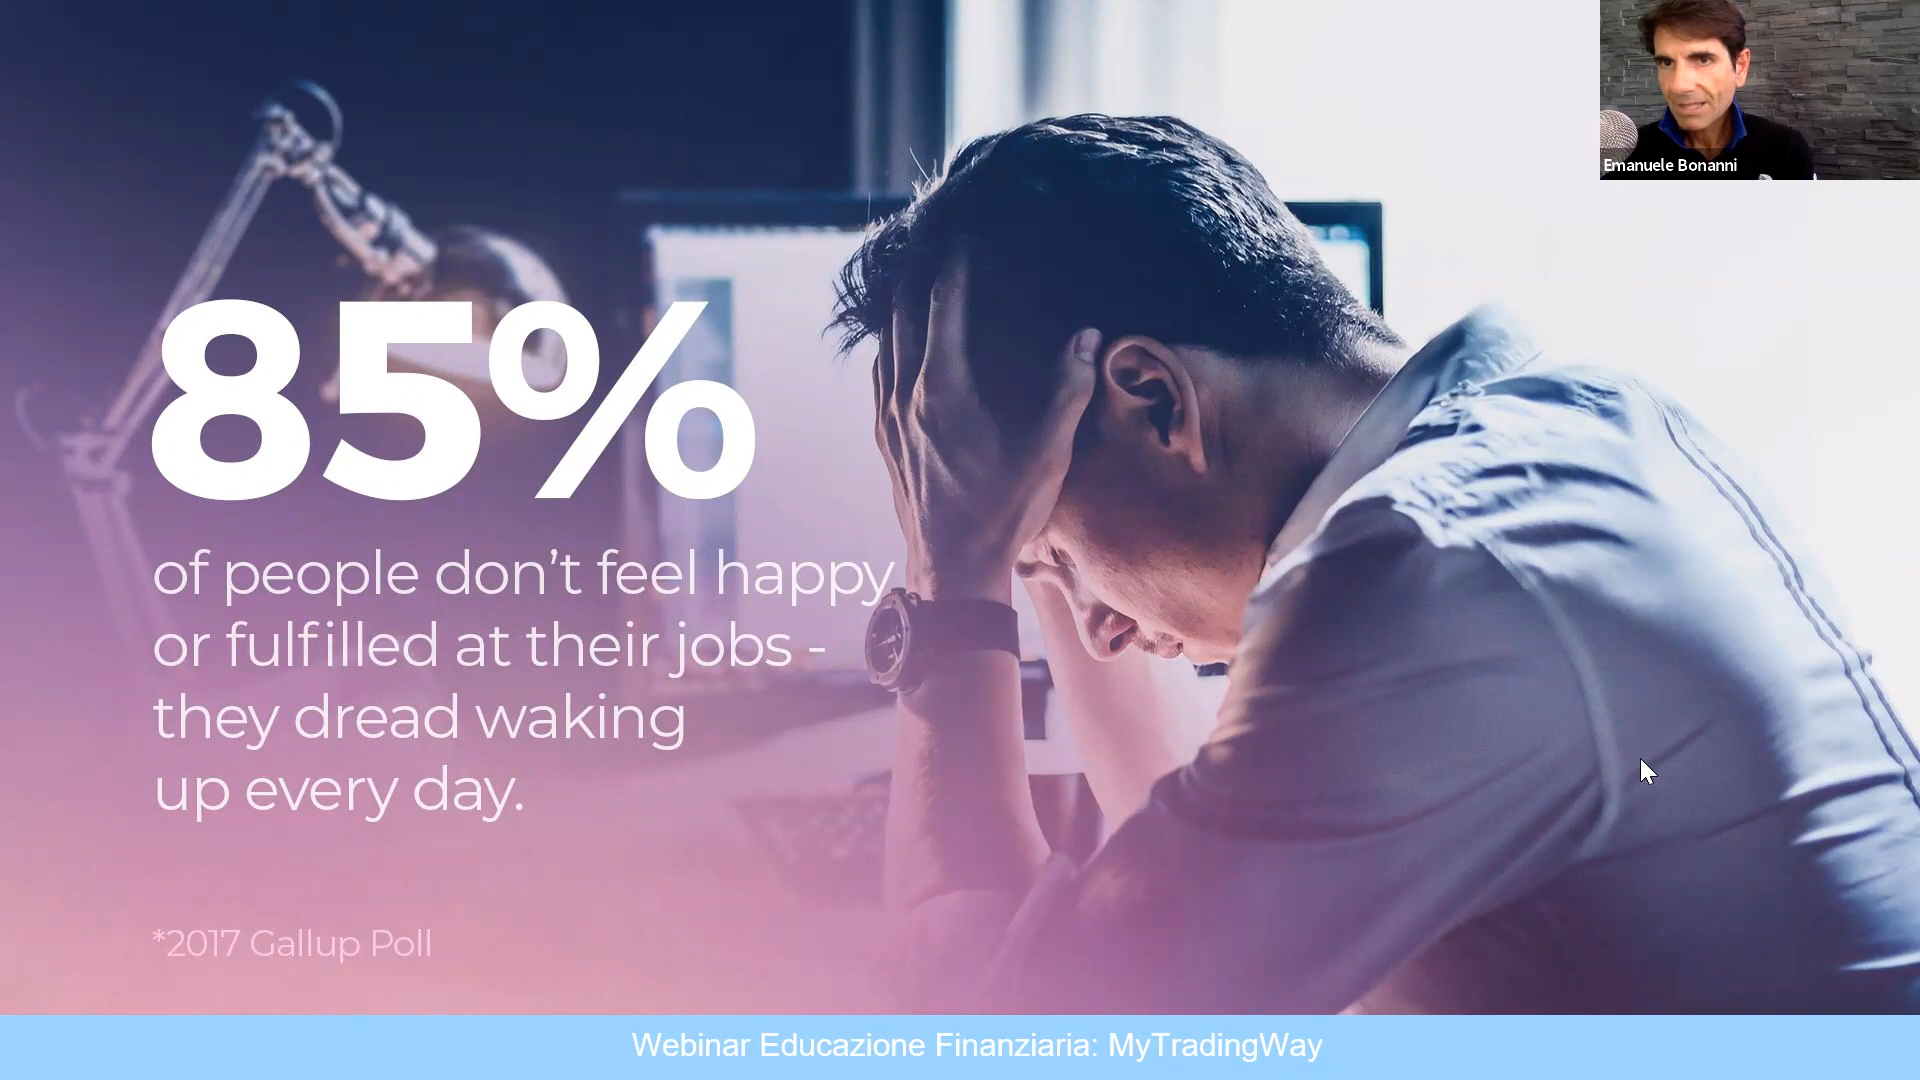 Emanuele Bonanni
85%
of people don’t feel happy
or fulfilled at their jobs -
they dread waking
up every day.
*2017 Gallup Poll
Webinar Educazione Finanziaria: MyTradingWay